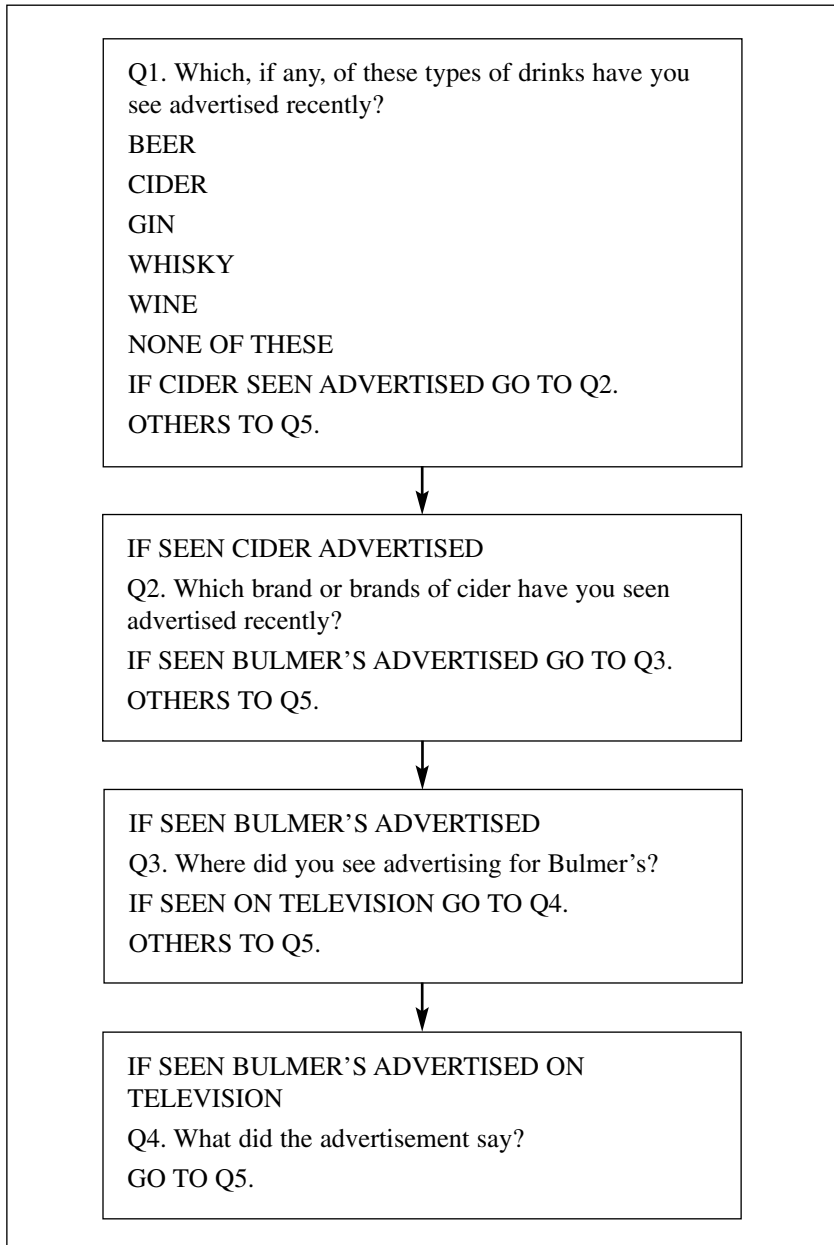 Q1. Which, if any, of these types of drinks have you
see advertised recently?
BEER
CIDER
GIN
WHISKY
WINE
NONE OF THESE
IF CIDER SEEN ADVERTISED GO TO Q2.
OTHERS TO Q5.
IF SEEN CIDER ADVERTISED
Q2. Which brand or brands of cider have you seen
advertised recently?
IF SEEN BULMER’S ADVERTISED GO TO Q3.
OTHERS TO Q5.
IF SEEN BULMER’S ADVERTISED
Q3. Where did you see advertising for Bulmer’s?
IF SEEN ON TELEVISION GO TO Q4.
OTHERS TO Q5.
IF SEEN BULMER’S ADVERTISED ON
TELEVISION
Q4. What did the advertisement say?
GO TO Q5.